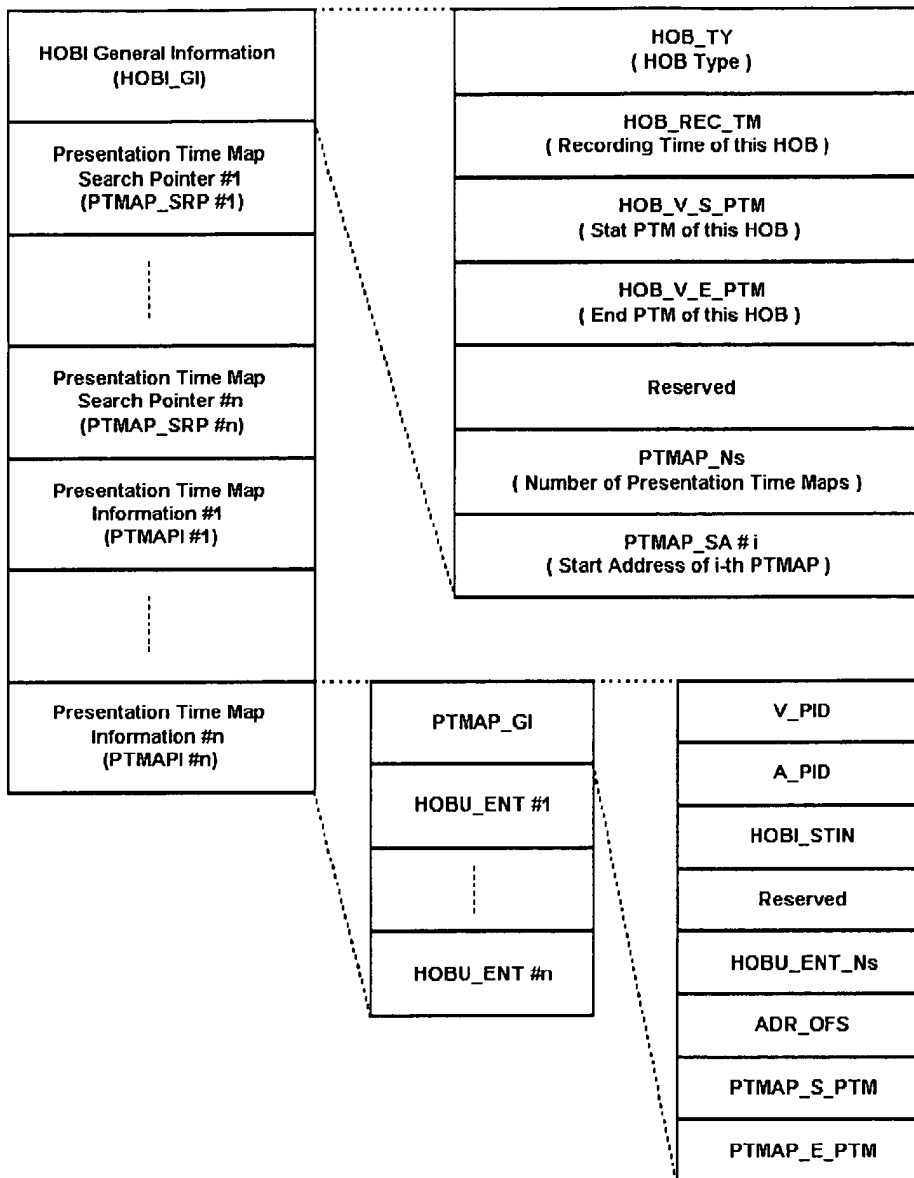 HOBI General Information
(HOBI_GI)
Presentation Time Map
Search Pointer #1
(PTMAP_SRP #1)
Presentation Time Map
Search Pointer #n
(PTMAP_SRP #n)
Presentation Time Map
Information #1
(PTMAPI #1)
Presentation Time Map
Information #n
(PTMAPI #n)
HOB_TY
( HOB Type )
HOB_REC_TM
( Recording Time of this HOB )
HOB_V_S_PTM
( Stat PTM of this HOB )
HOB_V_E_PTM
( End PTM of this HOB )
Reserved
PTMAP_Ns
( Number of Presentation Time Maps )
PTMAP_SA # i
( Start Address of i-th PTMAP )
PTMAP_GI
HOBU_ENT #1
HOBU_ENT #n
V_PID
A_PID
HOBI_STIN
Reserved
HOBU_ENT_Ns
ADR_OFS
PTMAP_S_PTM
PTMAP_E_PTM